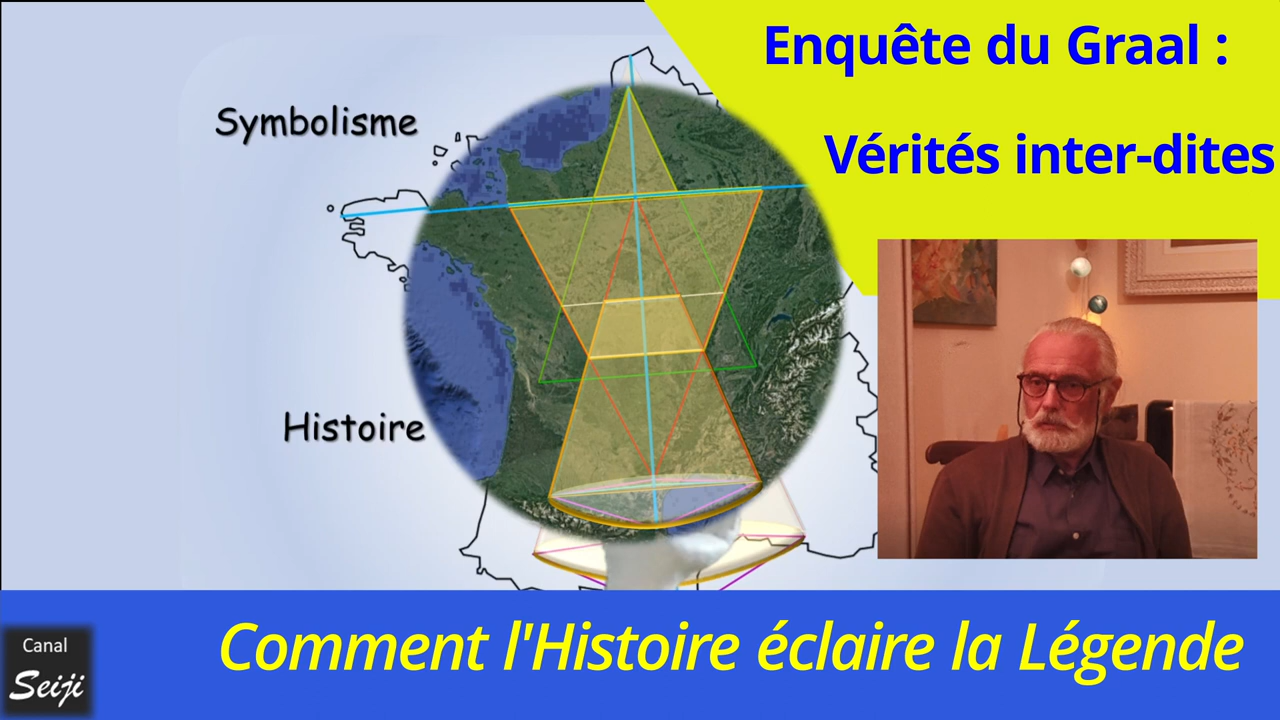 Enquête du Graal :
Vérités inter-dites
Symbolisme
Histoire
Comment l'Histoire éclaire la Légende
Canal
Seiji